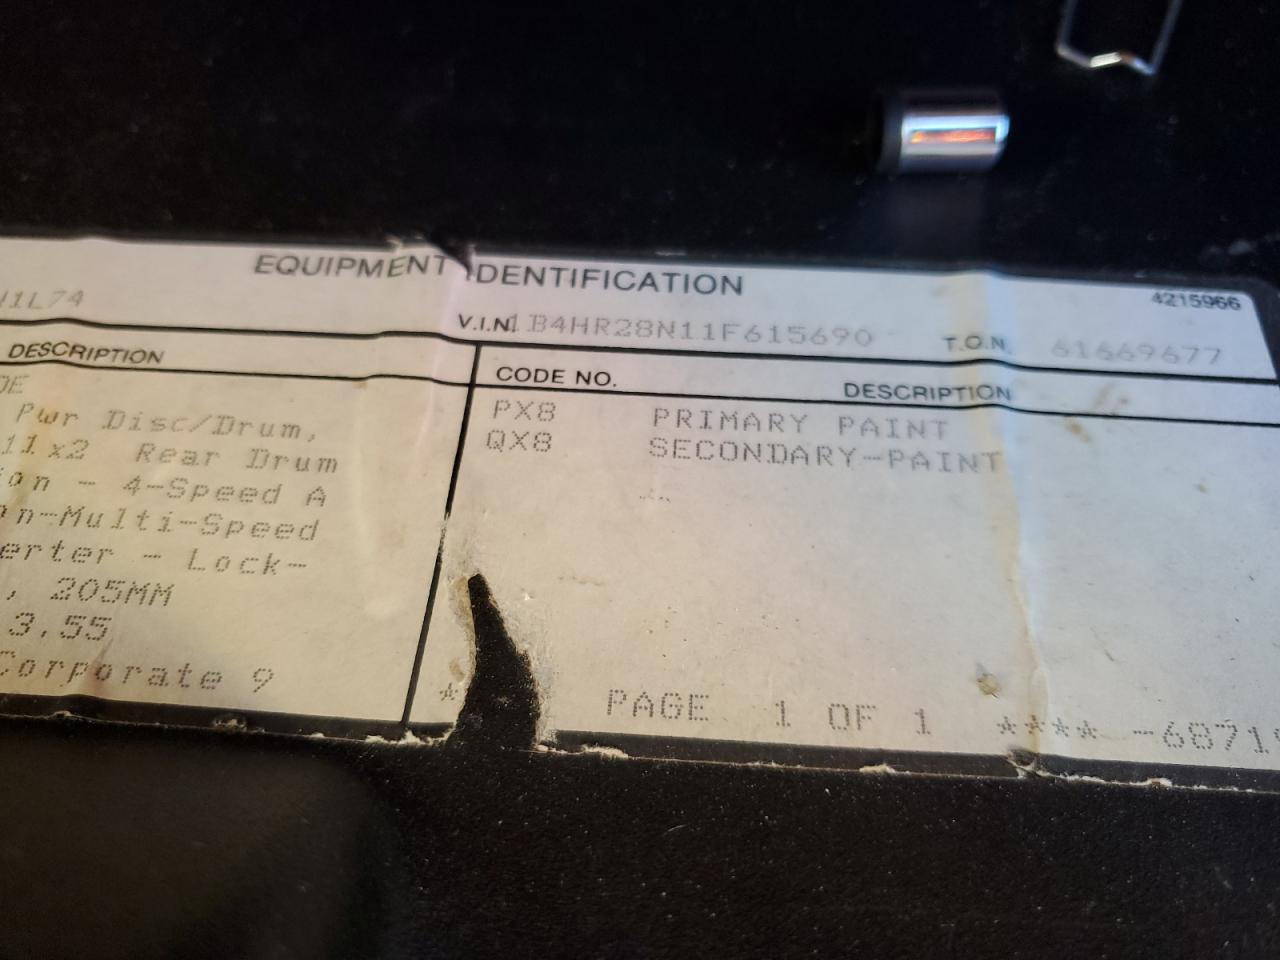 EQUIPMENT IDENTIFICATION
4215966
1L74
V.I.N. 1B4HR28N11F615690
T.O.N. 61669677
DESCRIPTION
CODE NO. DESCRIPTION
DE
Pwr Disc/Drum,
11x2 Rear Drum
on - 4-Speed A
n-Multi-Speed
erter - Lock-
, 205MM
3.55
Corporate 9
PX8 PRIMARY PAINT
QX8 SECONDARY-PAINT
* PAGE 1 OF 1 **** -6871